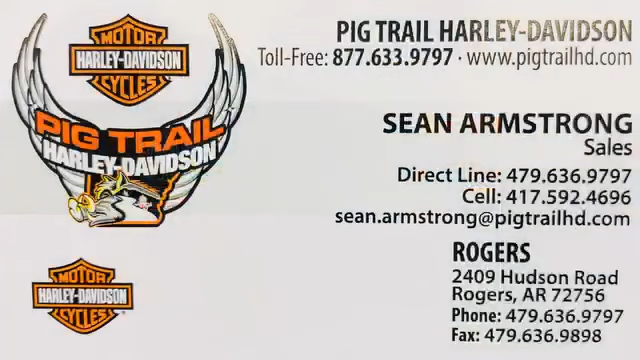 MOTOR
HARLEY-DAVIDSON
CYCLES
PIG TRAIL
HARLEY-DAVIDSON
MOTOR
HARLEY-DAVIDSON
CYCLES
PIG TRAIL HARLEY-DAVIDSON
Toll-Free: 877.633.9797 · www.pigtrailhd.com
SEAN ARMSTRONG
Sales
Direct Line: 479.636.9797
Cell: 417.592.4696
sean.armstrong@pigtrailhd.com
ROGERS
2409 Hudson Road
Rogers, AR 72756
Phone: 479.636.9797
Fax: 479.636.9898